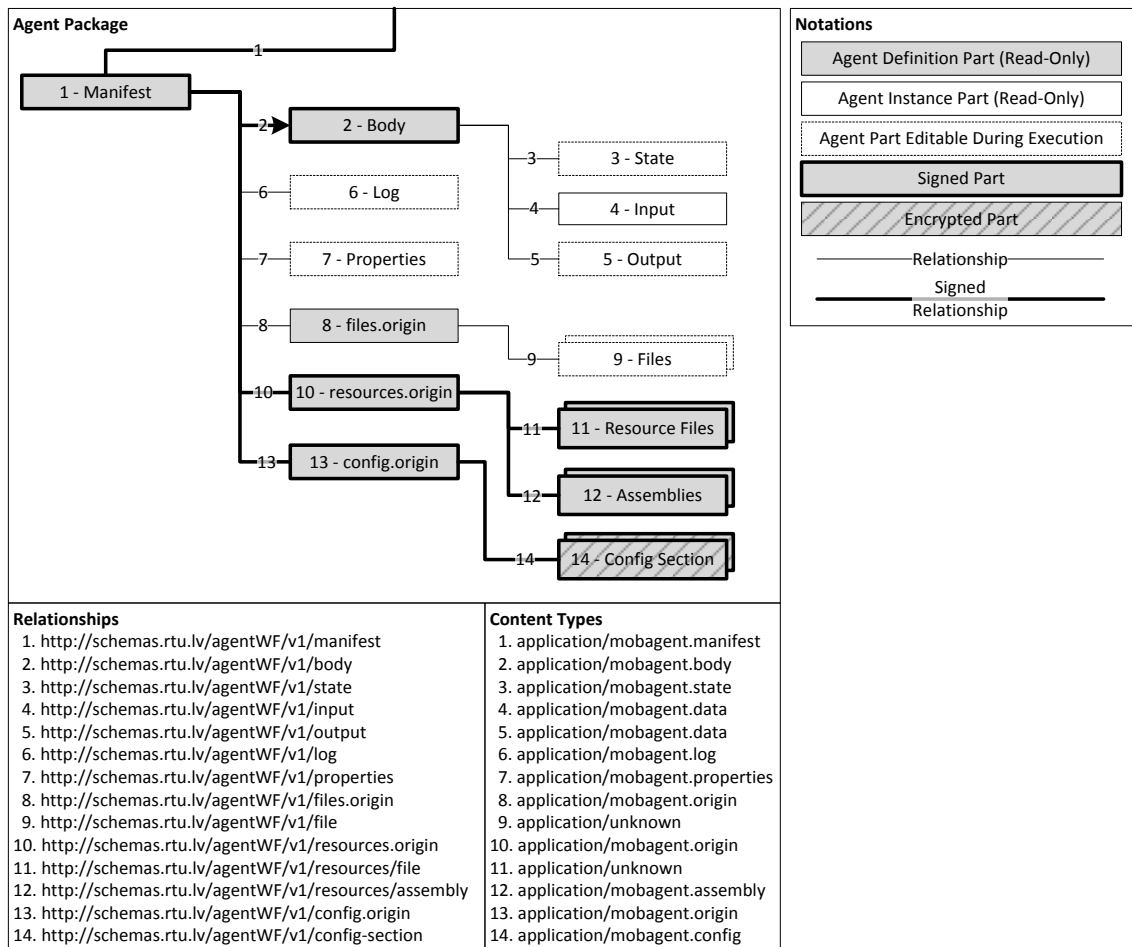 Agent Package
1
1 - Manifest
2
2 - Body
3
3 - State
6
6 - Log
4
4 - Input
7
7 - Properties
5
5 - Output
8
8 - files.origin
9
9 - Files
10
10 - resources.origin
11
11 - Resource Files
13
13 - config.origin
12
12 - Assemblies
14
14 - Config Section
Notations
Agent Definition Part (Read-Only)
Agent Instance Part (Read-Only)
Agent Part Editable During Execution
Signed Part
Encrypted Part
Relationship
Signed
Relationship
Relationships
1. http://schemas.rtu.lv/agentWF/v1/manifest
2. http://schemas.rtu.lv/agentWF/v1/body
3. http://schemas.rtu.lv/agentWF/v1/state
4. http://schemas.rtu.lv/agentWF/v1/input
5. http://schemas.rtu.lv/agentWF/v1/output
6. http://schemas.rtu.lv/agentWF/v1/log
7. http://schemas.rtu.lv/agentWF/v1/properties
8. http://schemas.rtu.lv/agentWF/v1/files.origin
9. http://schemas.rtu.lv/agentWF/v1/file
10. http://schemas.rtu.lv/agentWF/v1/resources.origin
11. http://schemas.rtu.lv/agentWF/v1/resources/file
12. http://schemas.rtu.lv/agentWF/v1/resources/assembly
13. http://schemas.rtu.lv/agentWF/v1/config.origin
14. http://schemas.rtu.lv/agentWF/v1/config-section
Content Types
1. application/mobagent.manifest
2. application/mobagent.body
3. application/mobagent.state
4. application/mobagent.data
5. application/mobagent.data
6. application/mobagent.log
7. application/mobagent.properties
8. application/mobagent.origin
9. application/unknown
10. application/mobagent.origin
11. application/unknown
12. application/mobagent.assembly
13. application/mobagent.origin
14. application/mobagent.config